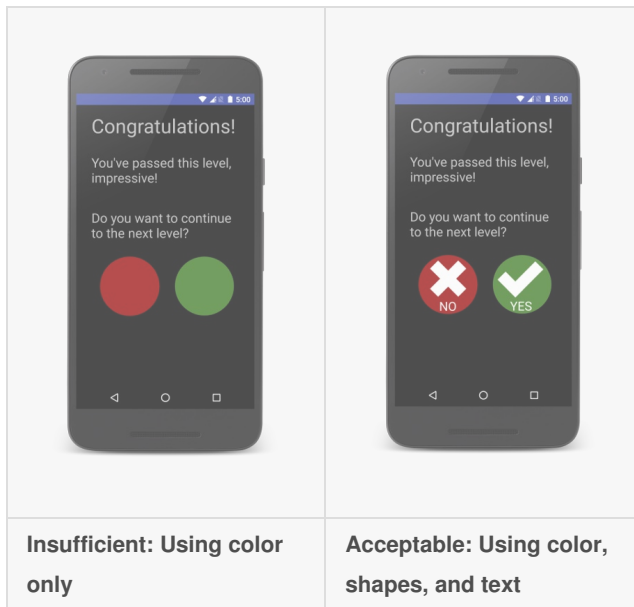 5:00
Congratulations!
You've passed this level,
impressive!
Do you want to continue
to the next level?
Insufficient: Using color
only
5:00
Congratulations!
You've passed this level,
impressive!
Do you want to continue
to the next level?
NO
YES
Acceptable: Using color,
shapes, and text